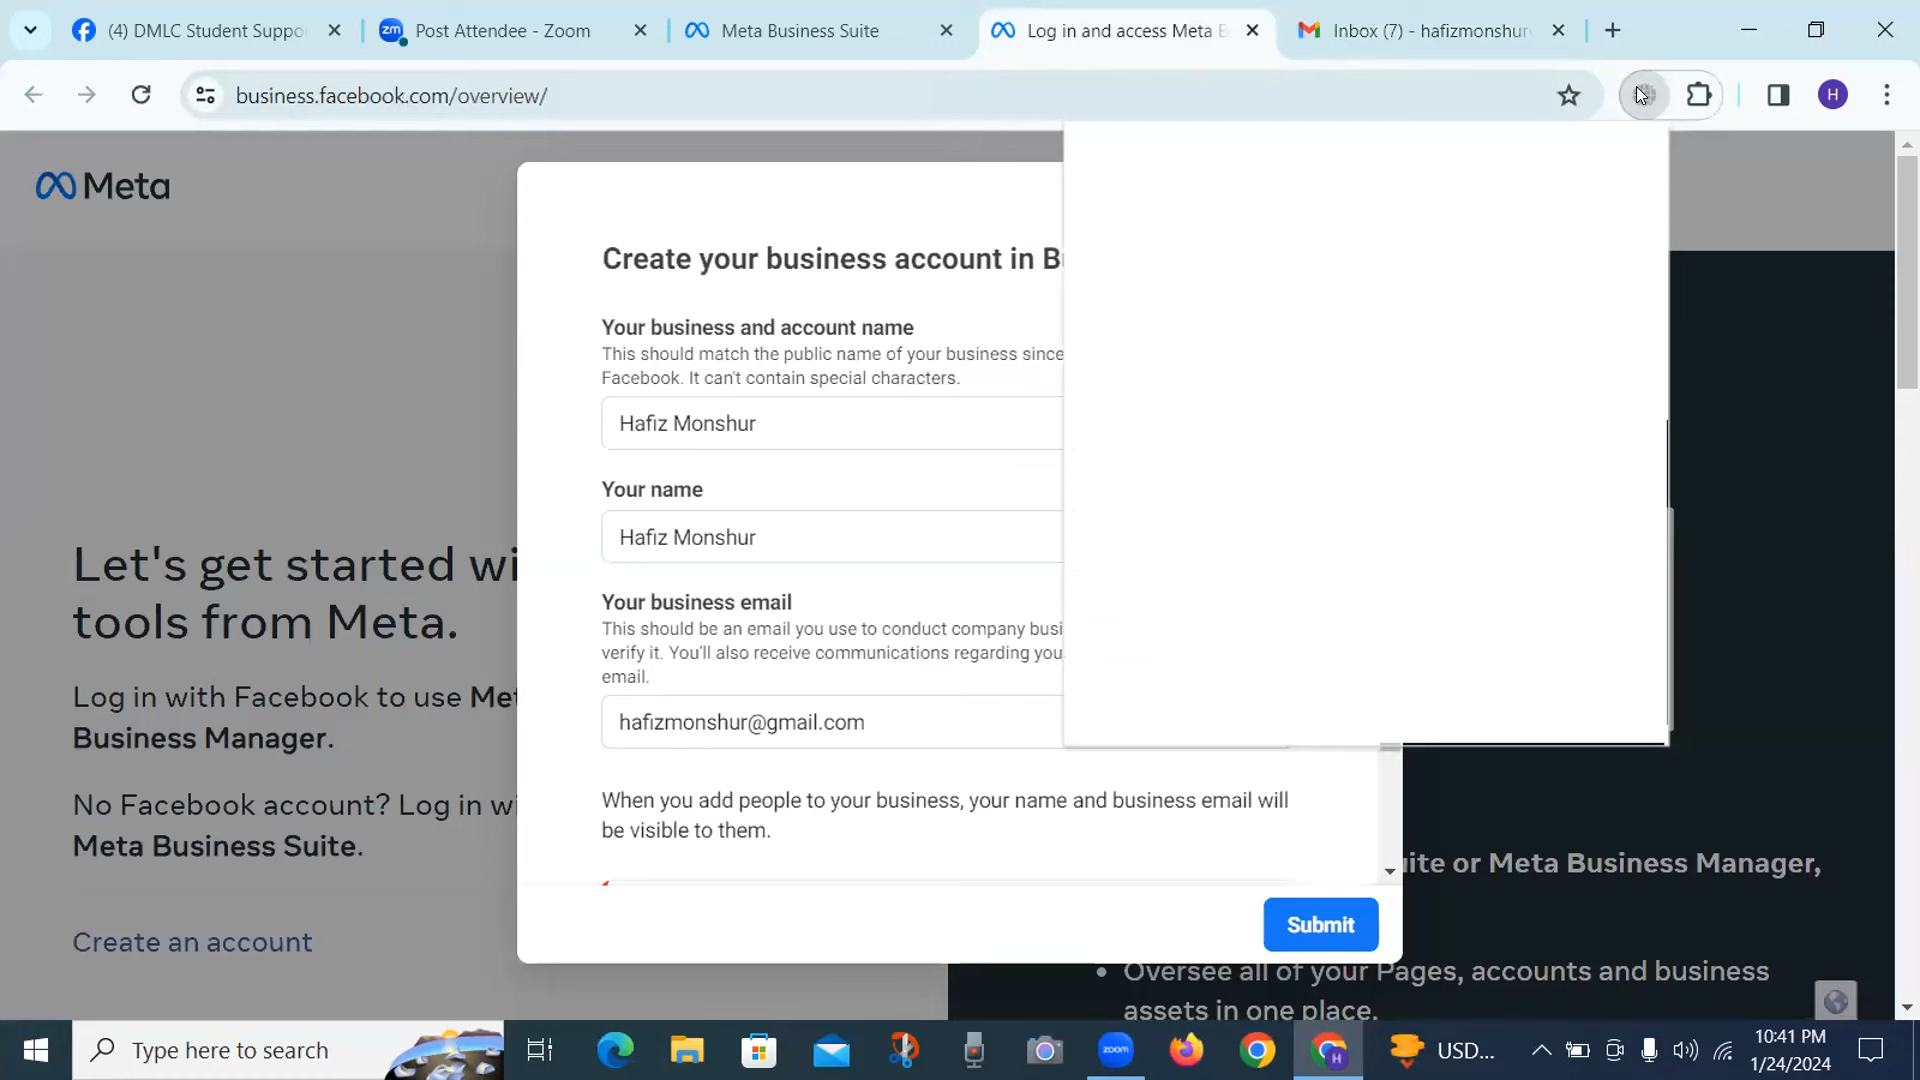 (4) DMLC Student Suppo
zm
Post Attendee - Zoom
Meta Business Suite
Log in and access Meta B
Inbox (7) - hafizmonshur
business.facebook.com/overview/
H
Meta
Create your business account in B
Your business and account name
This should match the public name of your business since
Facebook. It can't contain special characters.
Hafiz Monshur
Your name
Hafiz Monshur
Your business email
This should be an email you use to conduct company busi
verify it. You'll also receive communications regarding you
email.
hafizmonshur@gmail.com
When you add people to your business, your name and business email will
be visible to them.
Submit
Let's get started wi
tools from Meta.
Log in with Facebook to use Met
Business Manager.
No Facebook account? Log in wi
Meta Business Suite.
Create an account
uite or Meta Business Manager,
• Oversee all of your Pages, accounts and business
assets in one place.
Type here to search
zoom
H
USD...
10:41 PM
1/24/2024